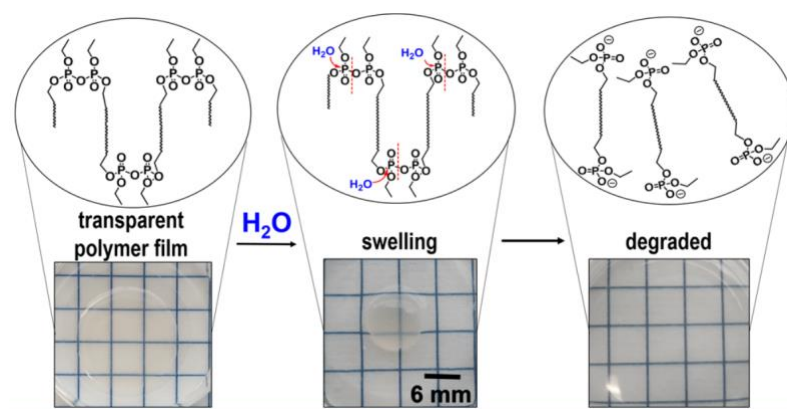 H₂O
H₂O
H₂O
transparent
polymer film
H₂O
swelling
degraded
6 mm